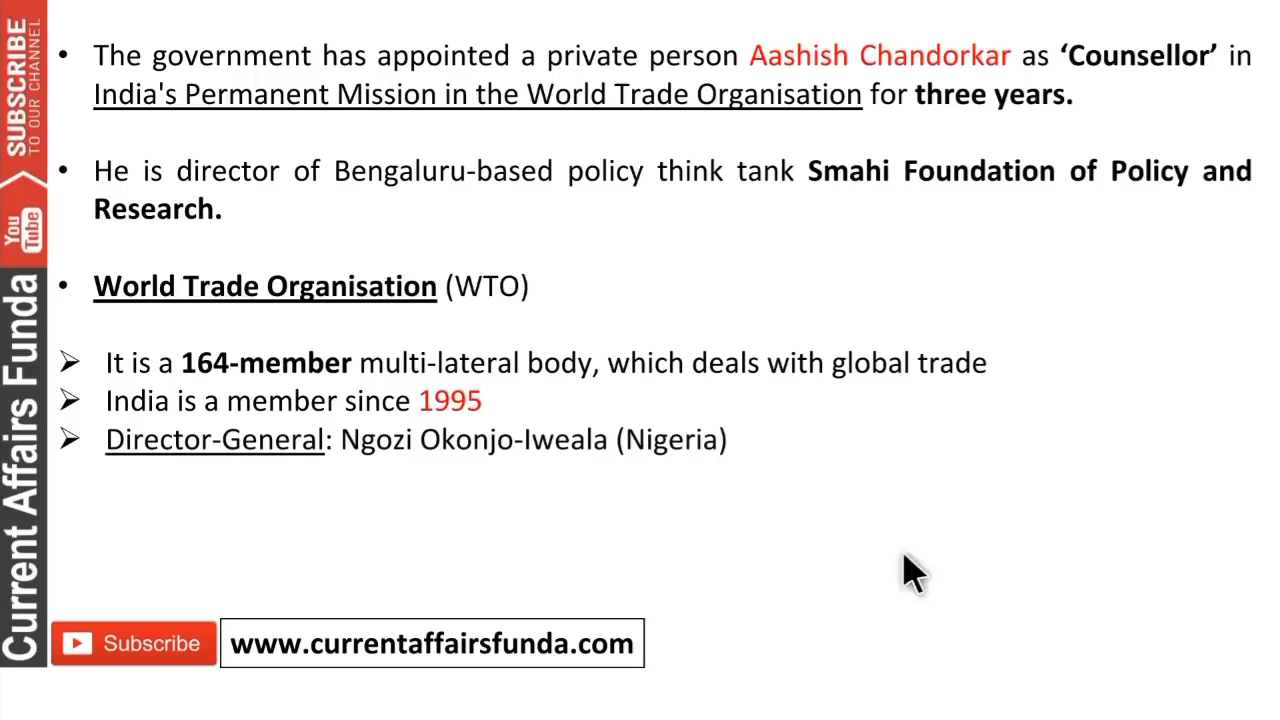 SUBSCRIBE
TO OUR CHANNEL
You
Tube
Current Affairs Funda
• The government has appointed a private person Aashish Chandorkar as ‘Counsellor’ in
India's Permanent Mission in the World Trade Organisation for three years.
• He is director of Bengaluru-based policy think tank Smahi Foundation of Policy and
Research.
• World Trade Organisation (WTO)
➢ It is a 164-member multi-lateral body, which deals with global trade
➢ India is a member since 1995
➢ Director-General: Ngozi Okonjo-Iweala (Nigeria)
Subscribe
www.currentaffairsfunda.com